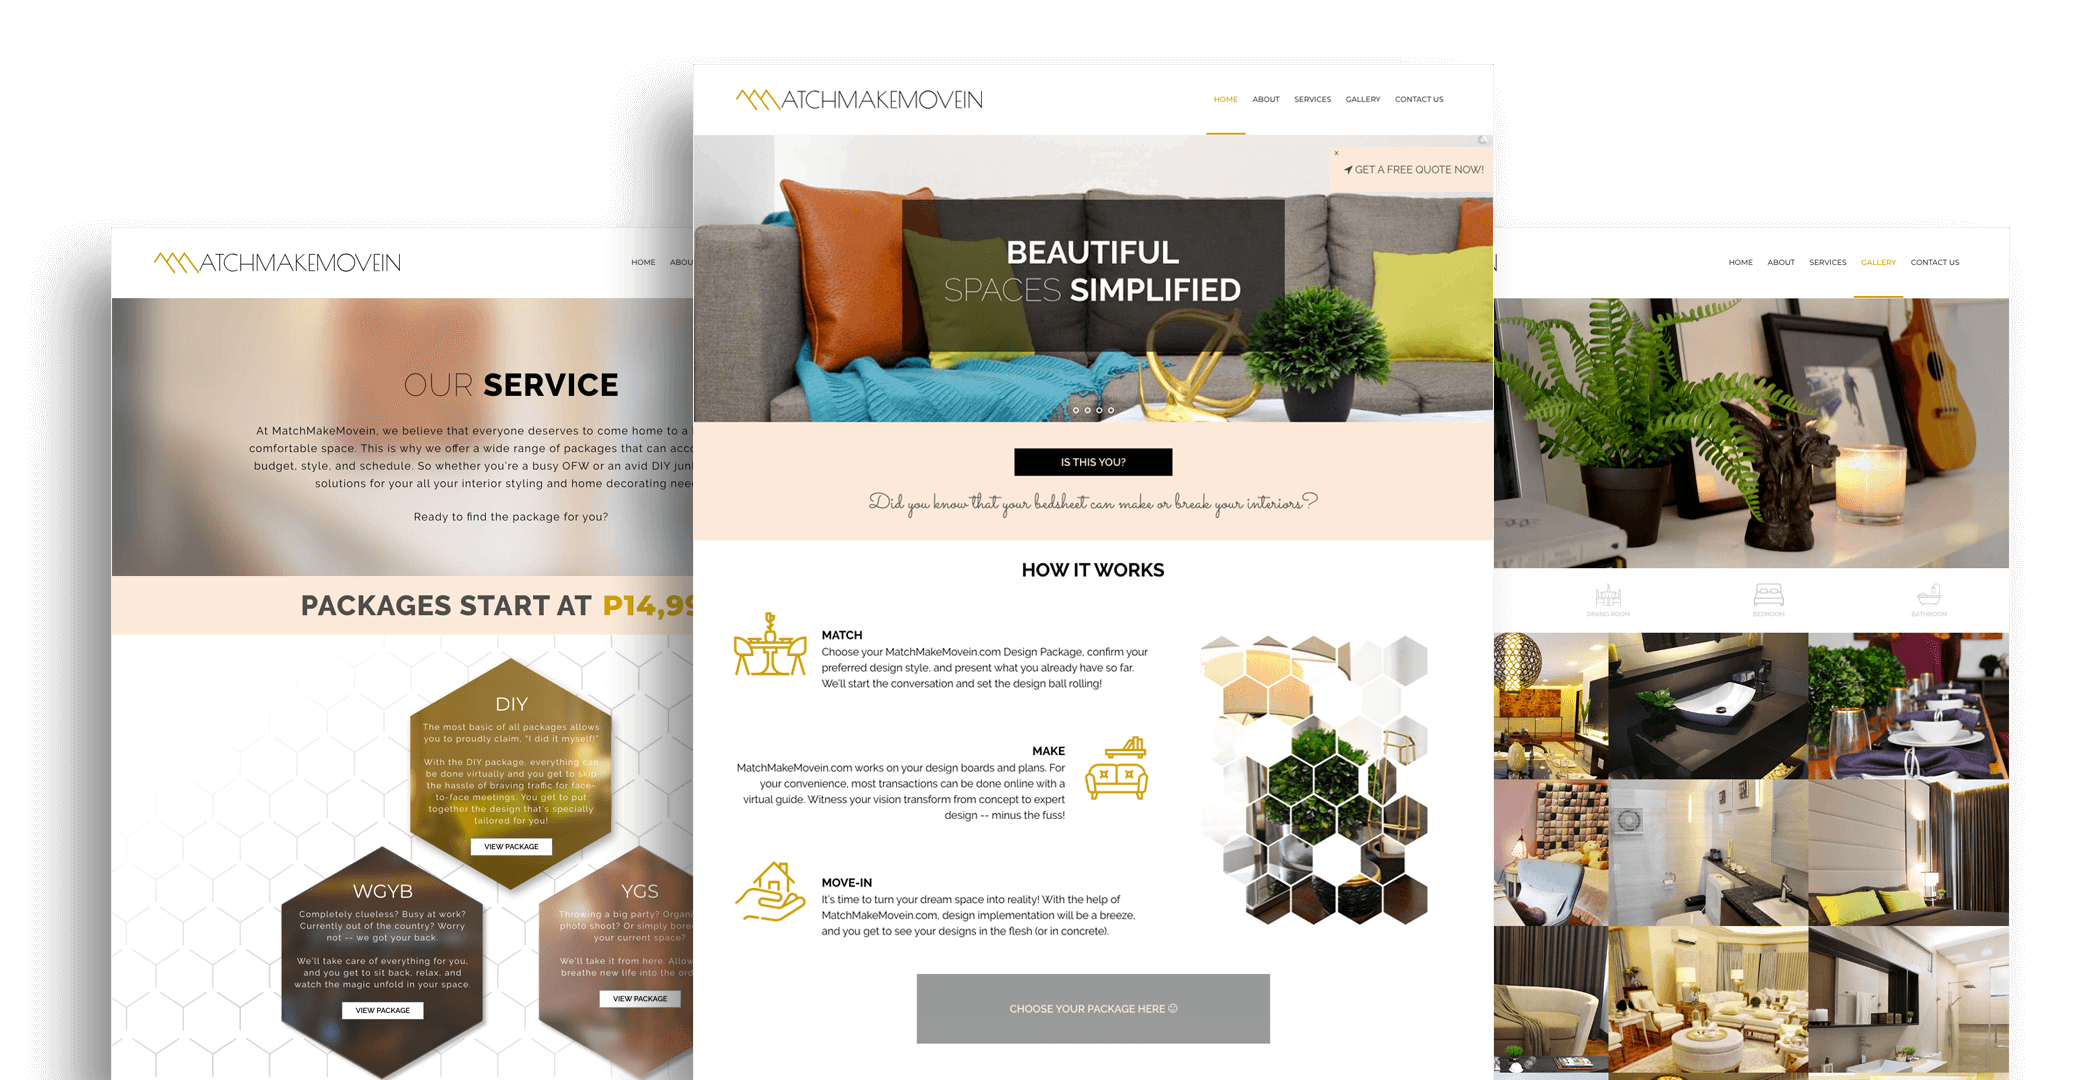 ATCHMAKEMOVEIN
HOME ABOUT SERVICES GALLERY CONTACT US
x
GET A FREE QUOTE NOW!
BEAUTIFUL
SPACES SIMPLIFIED
IS THIS YOU?
Did you know that your bedsheet can make or break your interiors?
HOW IT WORKS
MATCH
Choose your MatchMakeMovein.com Design Package, confirm your
preferred design style, and present what you already have so far.
We'll start the conversation and set the design ball rolling!
MAKE
MatchMakeMovein.com works on your design boards and plans. For
your convenience, most transactions can be done online with a
virtual guide. Witness your vision transform from concept to expert
design -- minus the fuss!
MOVE-IN
It's time to turn your dream space into reality! With the help of
MatchMakeMovein.com, design implementation will be a breeze,
and you get to see your designs in the flesh (or in concrete).
CHOOSE YOUR PACKAGE HERE ☺
ATCHMAKEMOVEIN
HOME ABOU
OUR SERVICE
At MatchMakeMovein, we believe that everyone deserves to come home to a
comfortable space. This is why we offer a wide range of packages that can acco
budget, style, and schedule. So whether you're a busy OFW or an avid DIY jun
solutions for your all your interior styling and home decorating nee
Ready to find the package for you?
PACKAGES START AT P14,99
DIY
The most basic of all packages allows
you to proudly claim, "I did it myself!"
With the DIY package, everything can
be done virtually and you get to skip
the hassle of braving traffic for face-
to-face meetings. You get to put
together the design that's specially
tailored for you!
VIEW PACKAGE
WGYB
Completely clueless? Busy at work?
Currently out of the country? Worry
not -- we got your back.
We'll take care of everything for you,
and you get to sit back, relax, and
watch the magic unfold in your space.
VIEW PACKAGE
YGS
Throwing a big party? Organi
photo shoot? Or simply bore
your current space?
We'll take it from here. Allow
breathe new life into the ord
VIEW PACKAGE
HOME ABOUT SERVICES GALLERY CONTACT US
DINING ROOM BEDROOM BATHROOM